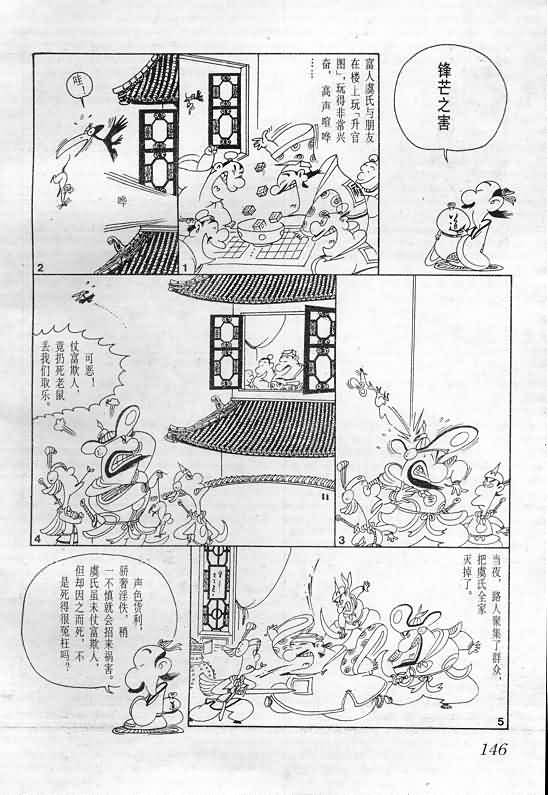 锋芒之害
道
富人虞氏与朋友
在楼上玩“升官
图”，玩得非常兴
奋，高声喧哗
……
1
哇！
哗
2
3
可恶！
仗富欺人，
竟扔死老鼠
丢我们取乐。
4
当夜，路人聚集了群众，
把虞氏全家
灭掉了。
5
声色货利，
骄奢淫佚，稍
一不慎就会招来祸害。
虞氏虽未仗富欺人，
但却因之而死，不
是死得很冤枉吗？
146